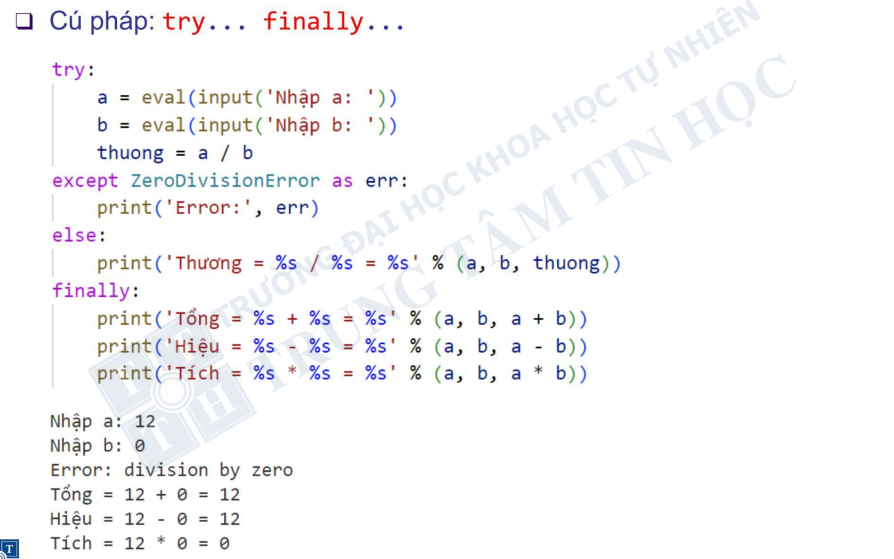 ❑ Cú pháp: try... finally...
try:
    a = eval(input('Nhập a: '))
    b = eval(input('Nhập b: '))
    thuong = a / b
except ZeroDivisionError as err:
    print('Error:', err)
else:
    print('Thương = %s / %s = %s' % (a, b, thuong))
finally:
    print('Tổng = %s + %s = %s' % (a, b, a + b))
    print('Hiệu = %s - %s = %s' % (a, b, a - b))
    print('Tích = %s * %s = %s' % (a, b, a * b))
Nhập a: 12
Nhập b: 0
Error: division by zero
Tổng = 12 + 0 = 12
Hiệu = 12 - 0 = 12
Tích = 12 * 0 = 0
TRƯỜNG ĐẠI HỌC KHOA HỌC TỰ NHIÊN
TRUNG TÂM TIN HỌC
T